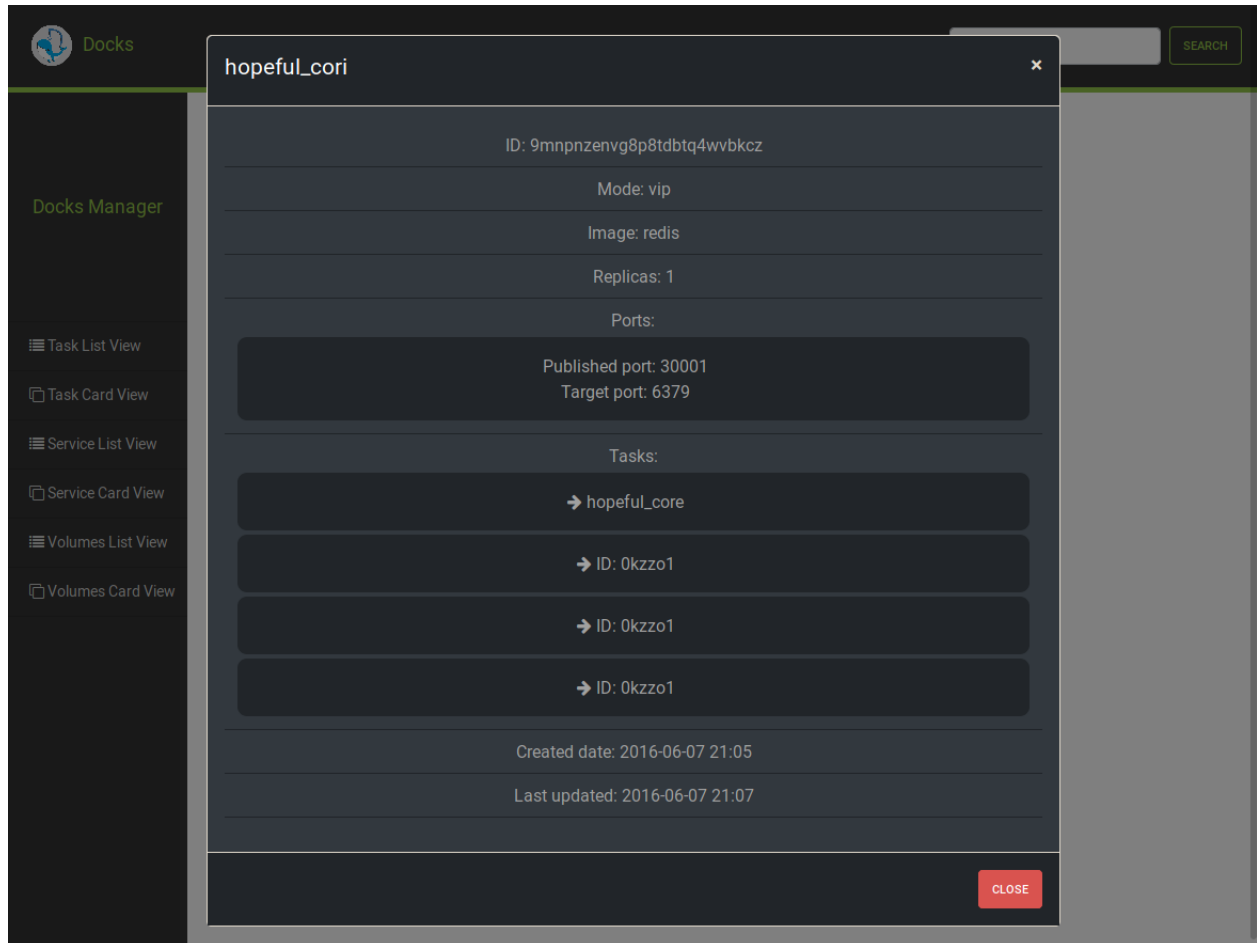 Docks
SEARCH
hopeful_cori
×
ID: 9mnpnzenvg8p8tdbtq4wvbkcz
Mode: vip
Docks Manager
Image: redis
Replicas: 1
Ports:
Published port: 30001
Target port: 6379
Task List View
Task Card View
Service List View
Service Card View
Volumes List View
Volumes Card View
Tasks:
hopeful_core
ID: 0kzzo1
ID: 0kzzo1
ID: 0kzzo1
Created date: 2016-06-07 21:05
Last updated: 2016-06-07 21:07
CLOSE